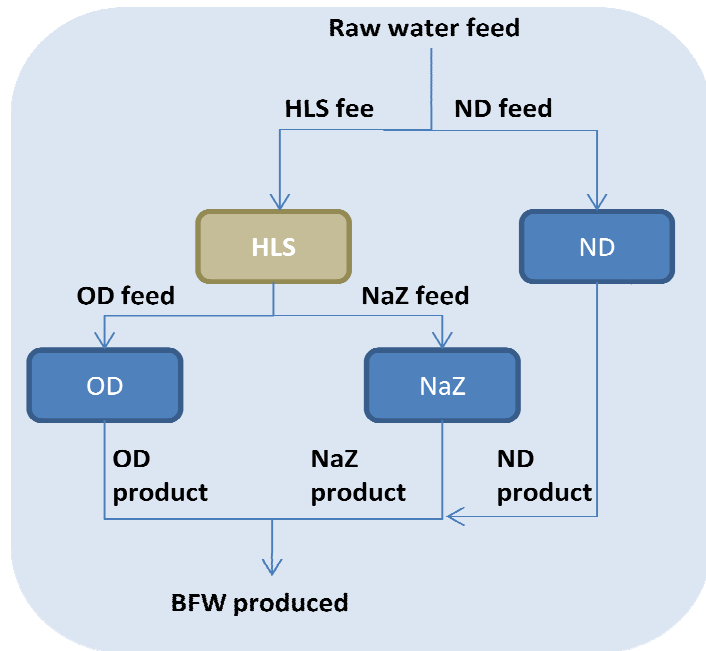 Raw water feed
HLS fee
ND feed
HLS
ND
OD feed
NaZ feed
OD
NaZ
OD
product
NaZ
product
ND
product
BFW produced